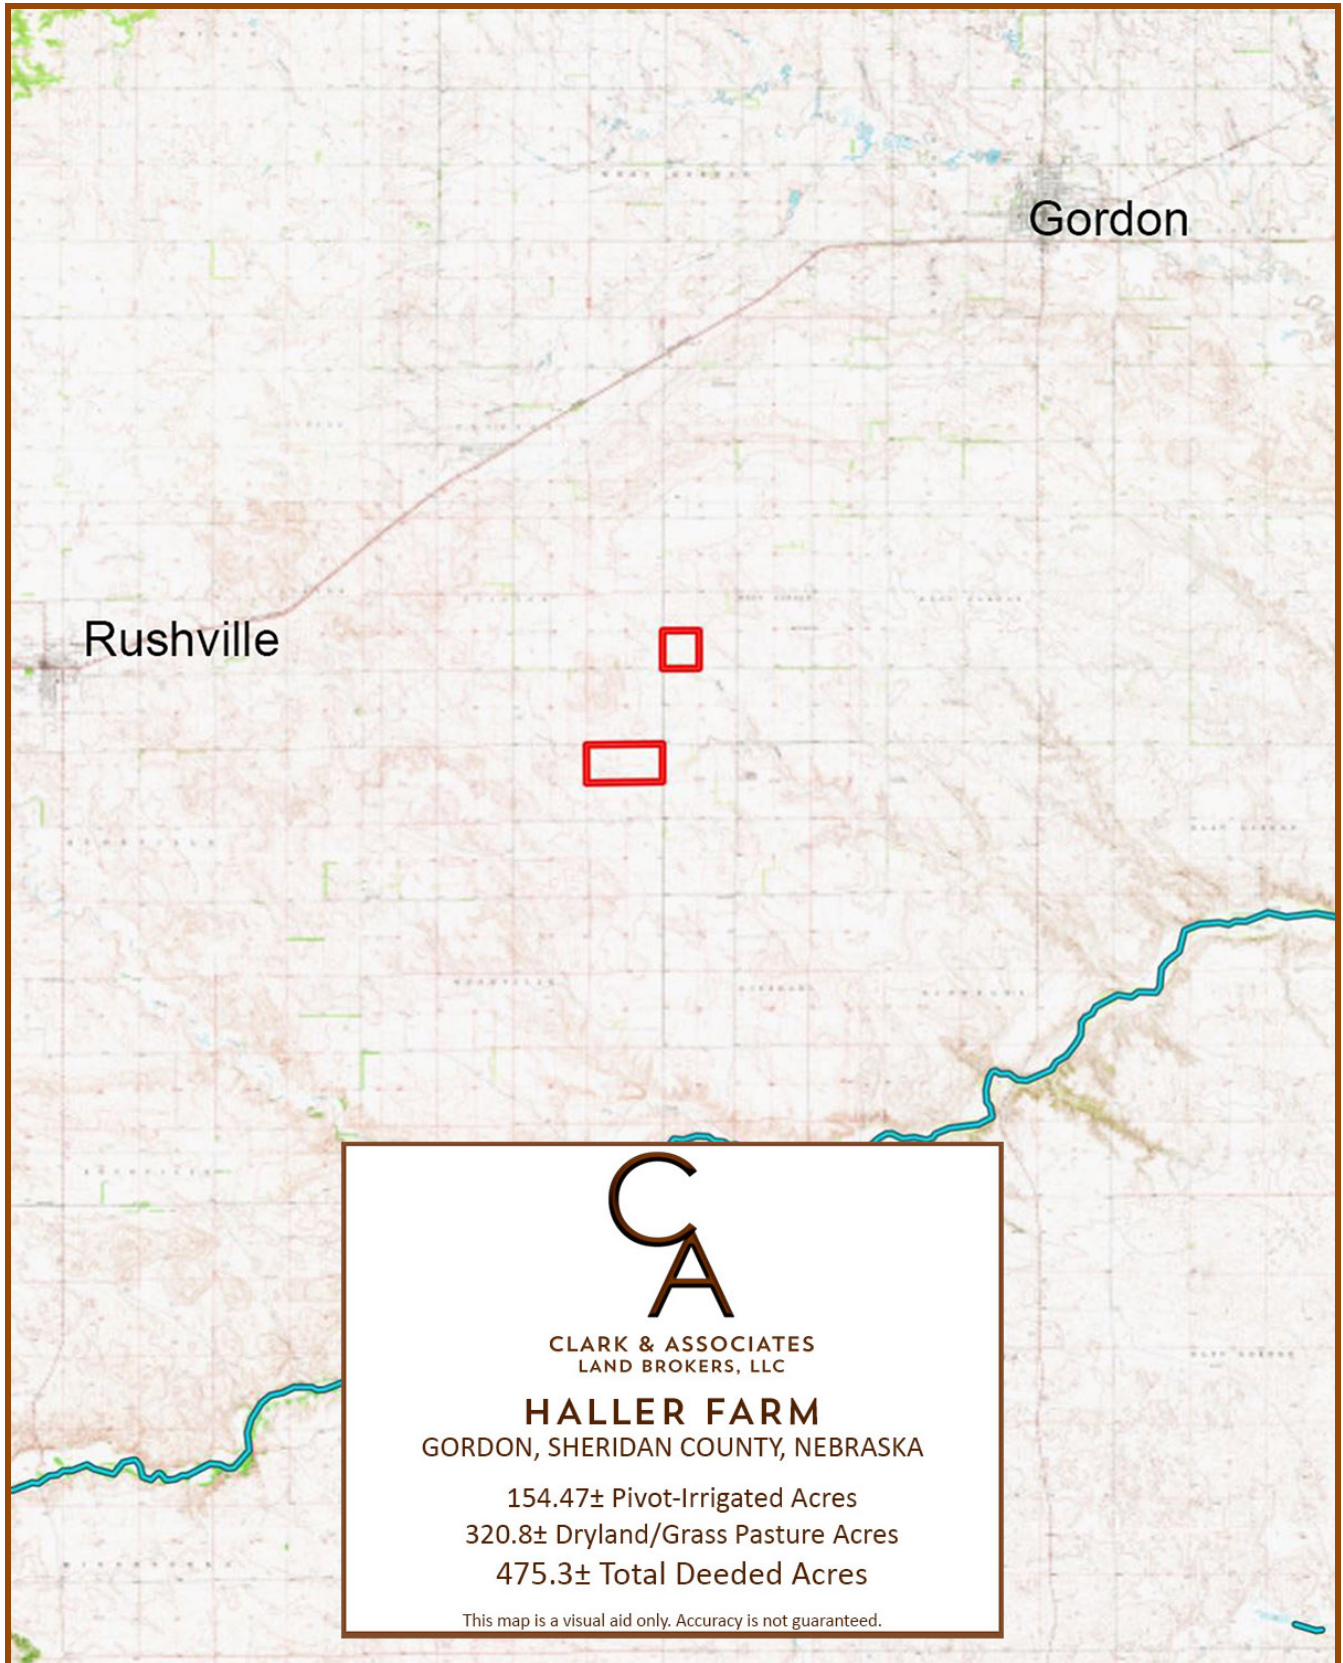 Gordon
Rushville
CA
CLARK & ASSOCIATES
LAND BROKERS, LLC
HALLER FARM
GORDON, SHERIDAN COUNTY, NEBRASKA
154.47± Pivot-Irrigated Acres
320.8± Dryland/Grass Pasture Acres
475.3± Total Deeded Acres
This map is a visual aid only. Accuracy is not guaranteed.